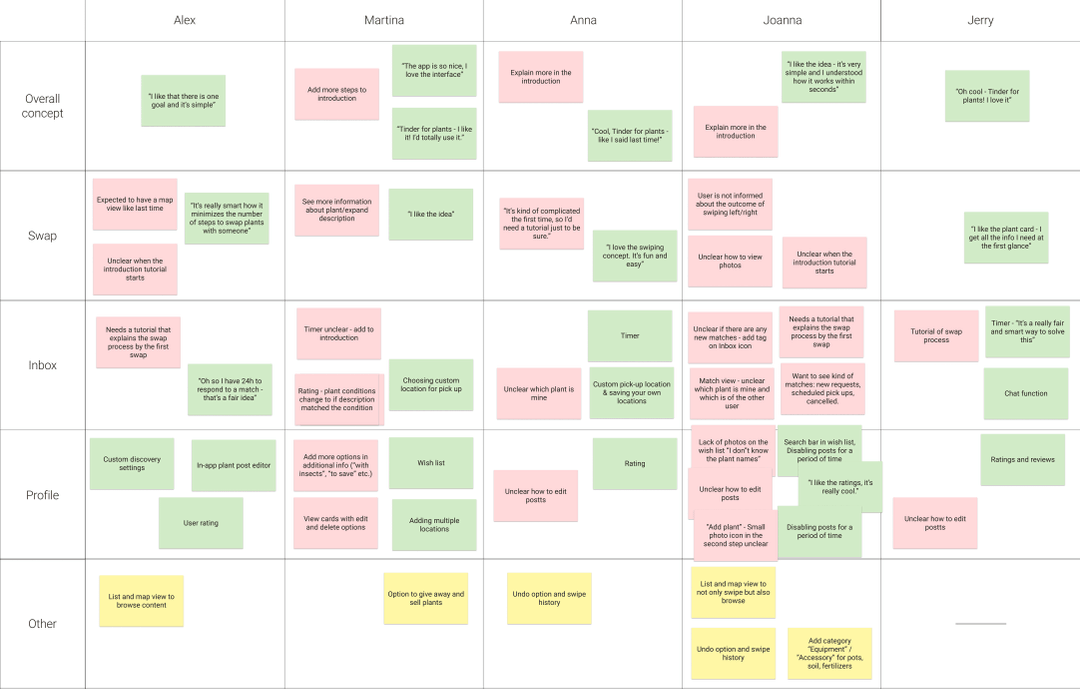 Alex
Martina
Anna
Joanna
Jerry
Overall
concept
"I like that there is one
goal and it's simple"
Add more steps to
introduction
"The app is so nice, I
love the interface"
"Tinder for plants - I like
it! I'd totally use it."
Explain more in the
introduction
"Cool, Tinder for plants -
like I said last time!"
"I like the idea - it's very
simple and I understood
how it works within
seconds"
Explain more in the
introduction
"Oh cool - Tinder for
plants! I love it"
Swap
Expected to have a map
view like last time
"It's really smart how it
minimizes the number
of steps to swap plants
with someone"
Unclear when the
introduction tutorial
starts
See more information
about plant/expand
description
"I like the idea"
"It's kind of complicated
the first time, so I'd
need a tutorial just to be
sure."
"I love the swiping
concept. It's fun and
easy"
User is not informed
about the outcome of
swiping left/right
Unclear how to view
photos
Unclear when the
introduction tutorial
starts
"I like the plant card - I
get all the info I need at
the first glance"
Inbox
Needs a tutorial that
explains the swap
process by the first
swap
"Oh so I have 24h to
respond to a match -
that's a fair idea"
Timer unclear - add to
introduction
Rating - plant conditions
change to if description
matched the condition
Choosing custom
location for pick up
Timer
Unclear which plant is
mine
Custom pick-up location
& saving your own
locations
Unclear if there are any
new matches - add tag
on Inbox icon
Needs a tutorial that
explains the swap
process by the first
swap
Match view - unclear
which plant is mine and
which is of the other
user
Want to see kind of
matches: new requests,
scheduled pick ups,
cancelled.
Tutorial of swap
process
Timer - "It's a really fair
and smart way to solve
this"
Chat function
Profile
Custom discovery
settings
In-app plant post editor
User rating
Add more options in
additional info ("with
insects", "to save" etc.)
Wish list
View cards with edit
and delete options
Adding multiple
locations
Unclear how to edit
postts
Rating
Lack of photos on the
wish list "I don"t know
the plant names"
Search bar in wish list,
Disabling posts for a
period of time
Unclear how to edit
posts
"I like the ratings, it's
really cool."
"Add plant" - Small
photo icon in the
second step unclear
Disabling posts for a
period of time
Ratings and reviews
Unclear how to edit
postts
Other
List and map view to
browse content
Option to give away and
sell plants
Undo option and swipe
history
List and map view to
not only swipe but also
browse
Undo option and swipe
history
Add category
"Equipment" /
"Accessory" for pots,
soil, fertilizers